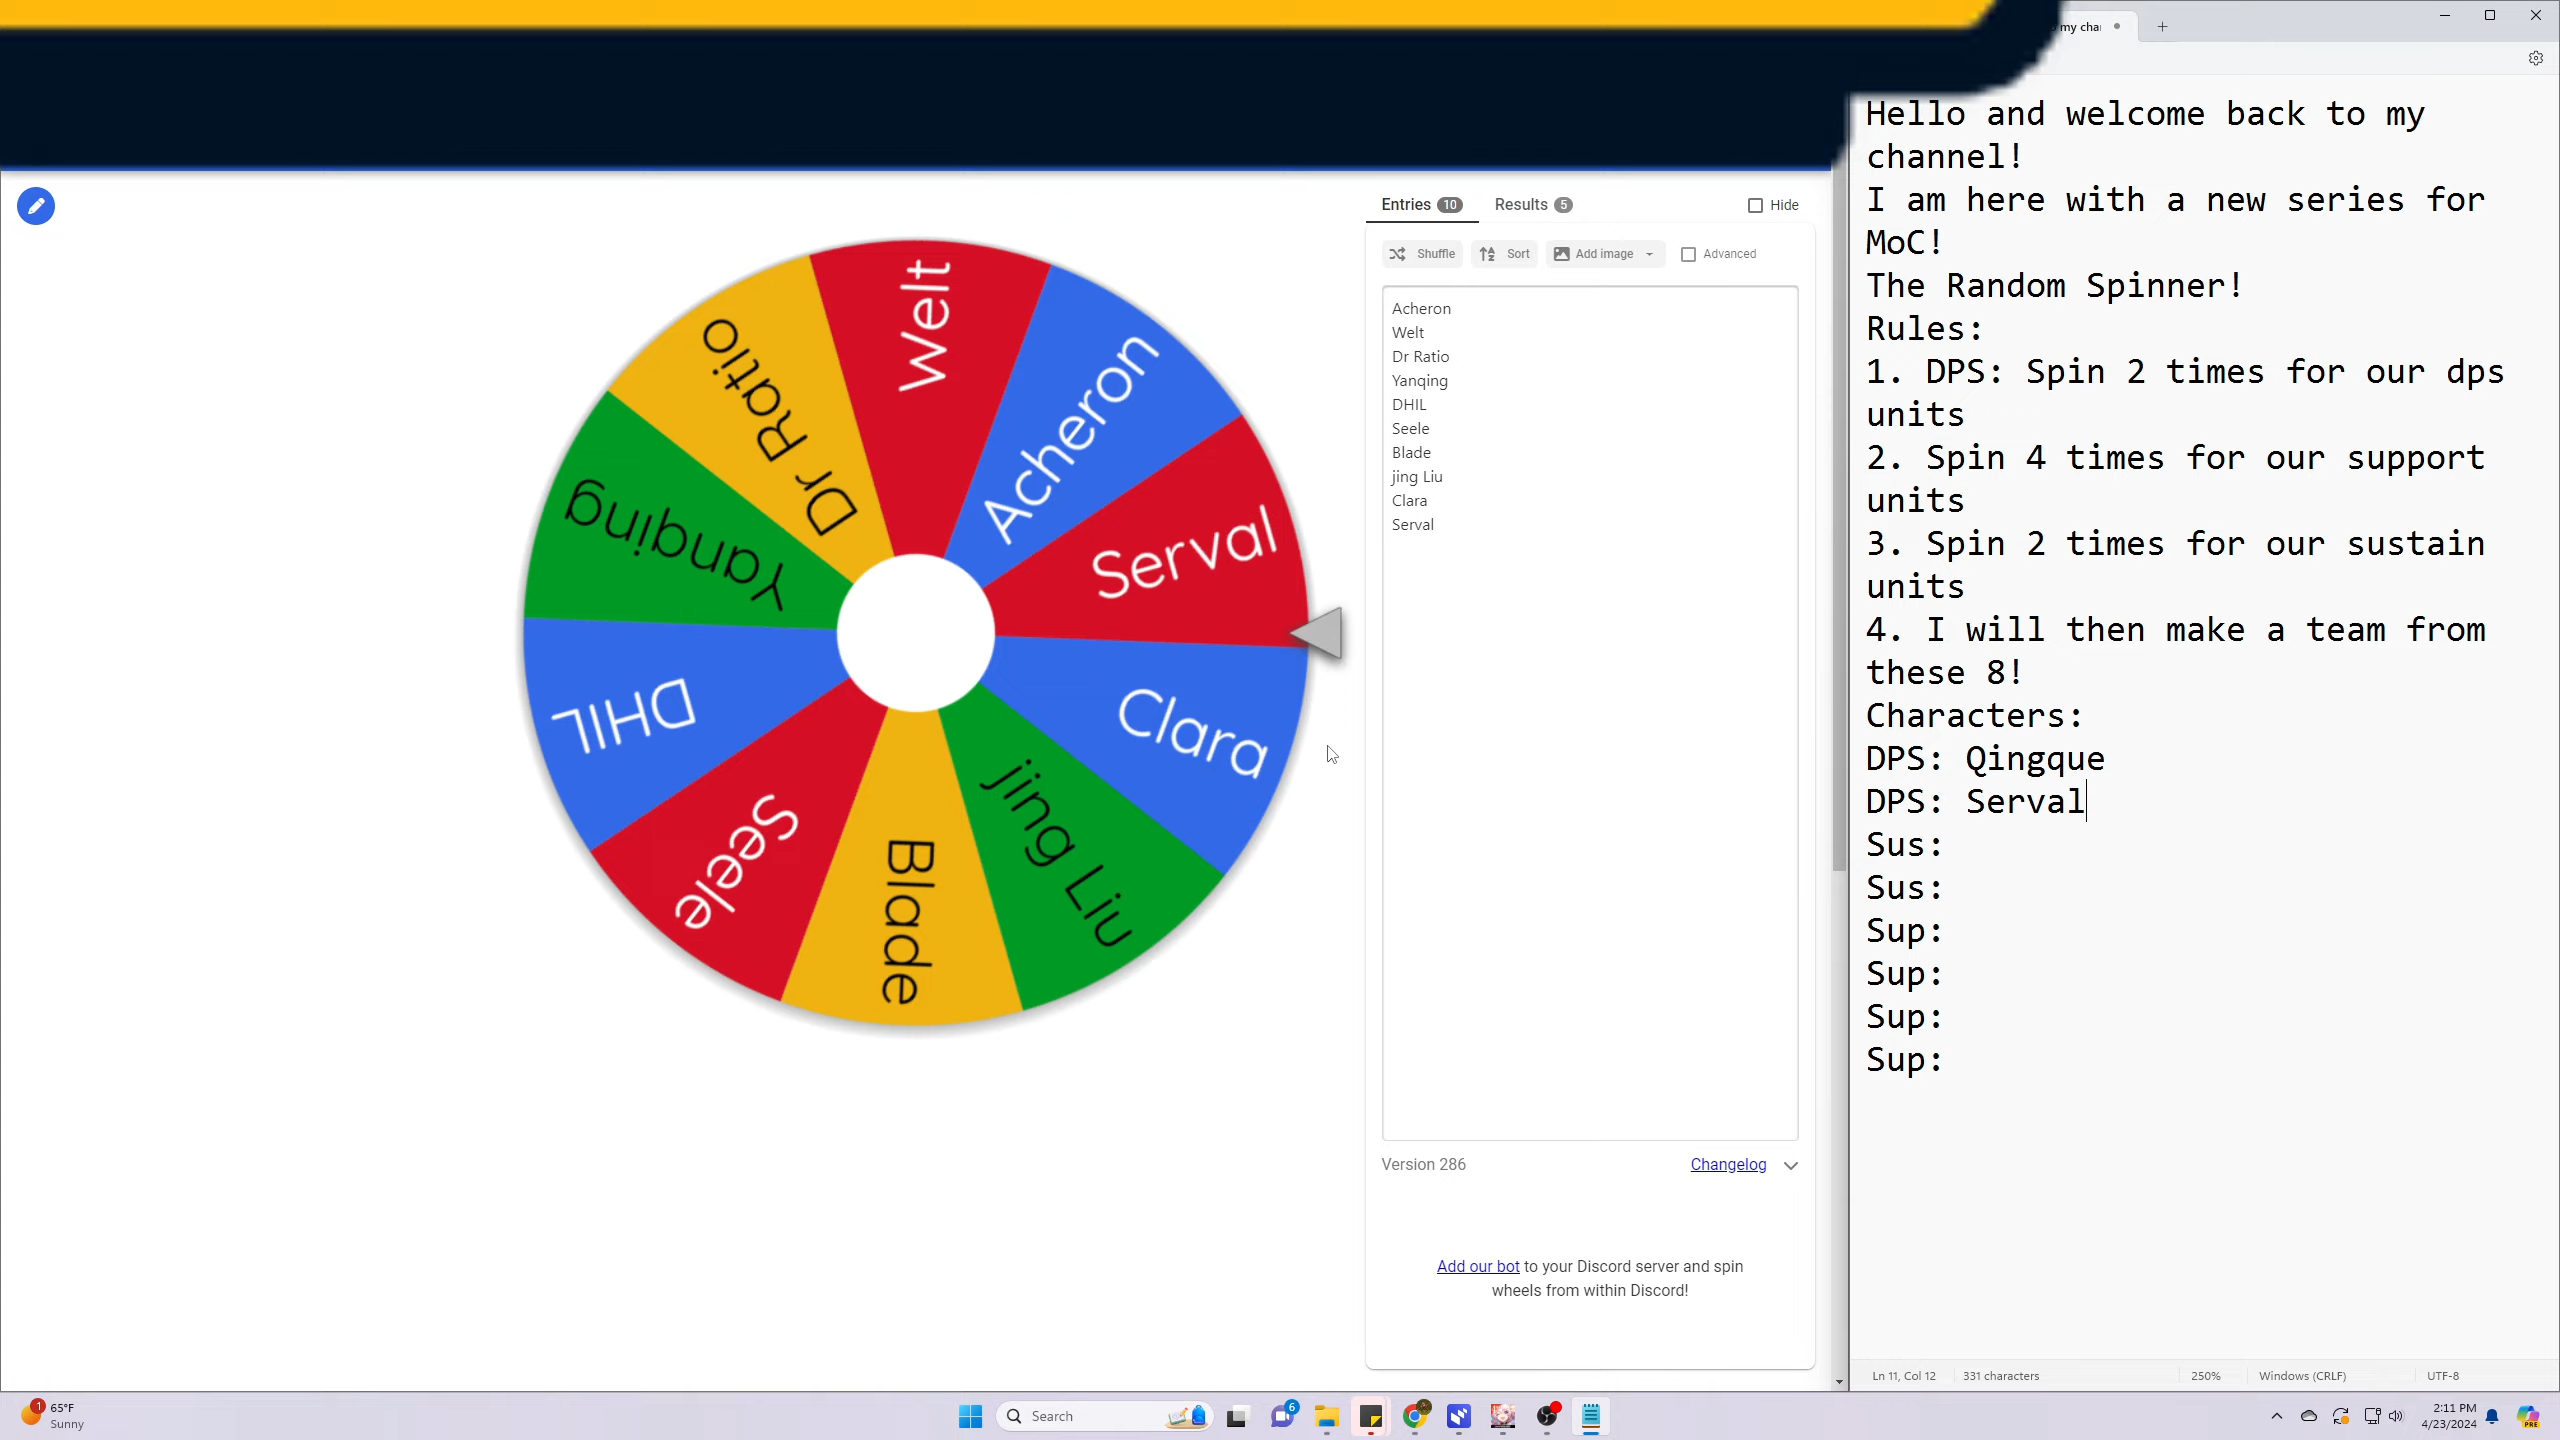 my cha
Entries 10 Results 5 Hide
Shuffle Sort Add image Advanced
Acheron
Welt
Dr Ratio
Yanqing
DHIL
Seele
Blade
jing Liu
Clara
Serval
Welt
Acheron
Serval
Clara
jing Liu
Blade
Seele
DHIL
Yanqing
Dr Ratio
Version 286 Changelog
Add our bot to your Discord server and spin
wheels from within Discord!
Hello and welcome back to my
channel!
I am here with a new series for
MoC!
The Random Spinner!
Rules:
1. DPS: Spin 2 times for our dps
units
2. Spin 4 times for our support
units
3. Spin 2 times for our sustain
units
4. I will then make a team from
these 8!
Characters:
DPS: Qingque
DPS: Serval
Sus:
Sus:
Sup:
Sup:
Sup:
Sup:
Ln 11, Col 12 331 characters 250% Windows (CRLF) UTF-8
1 65°F
Sunny
Search
6
2:11 PM
4/23/2024
PRE